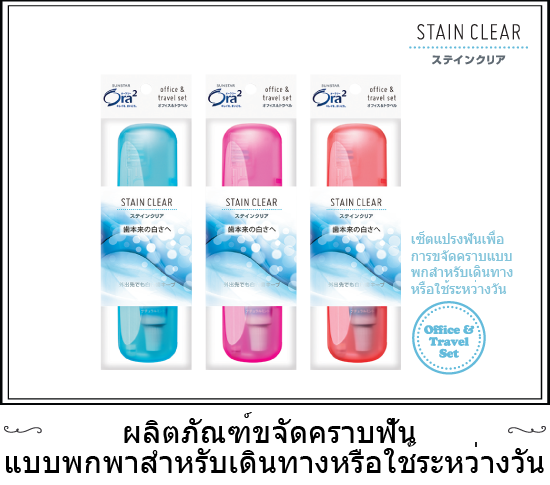 STAIN CLEAR
ステインクリア
SUNSTAR
Ora2
office &
travel set
オフィス&トラベル
STAIN CLEAR
ステインクリア
歯本来の白さへ
SUNSTAR
Ora2
office &
travel set
オフィス&トラベル
STAIN CLEAR
ステインクリア
歯本来の白さへ
SUNSTAR
Ora2
office &
travel set
オフィス&トラベル
STAIN CLEAR
ステインクリア
歯本来の白さへ
เซ็ตแปรงฟันเพื่อ
การขจัดคราบแบบ
พกสำหรับเดินทาง
หรือใช้ระหว่างวัน
Office &
Travel
Set
ผลิตภัณฑ์ขจัดคราบฟัน
แบบพกพาสำหรับเดินทางหรือใช้ระหว่างวัน